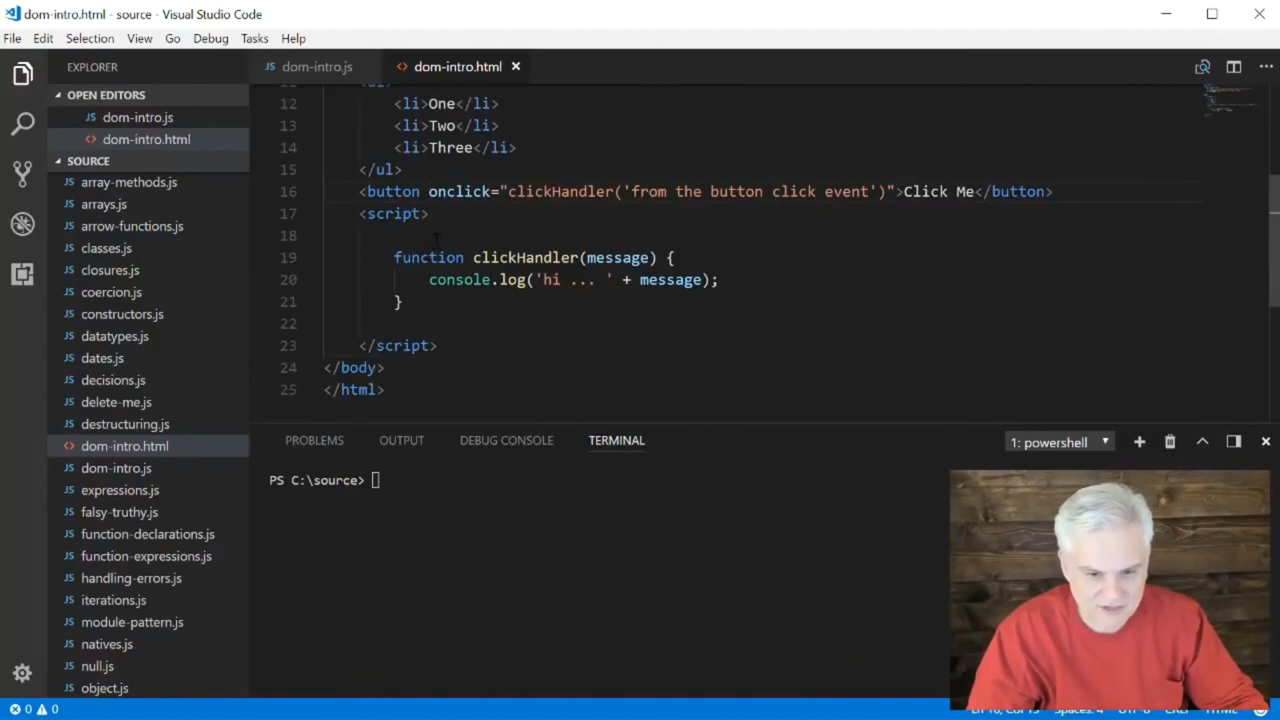 dom-intro.html - source - Visual Studio Code
File Edit Selection View Go Debug Tasks Help
EXPLORER
OPEN EDITORS
JS dom-intro.js
<> dom-intro.html
SOURCE
JS array-methods.js
JS arrays.js
JS arrow-functions.js
JS classes.js
JS closures.js
JS coercion.js
JS constructors.js
JS datatypes.js
JS dates.js
JS decisions.js
JS delete-me.js
JS destructuring.js
<> dom-intro.html
JS dom-intro.js
JS expressions.js
JS falsy-truthy.js
JS function-declarations.js
JS function-expressions.js
JS handling-errors.js
JS iterations.js
JS module-pattern.js
JS natives.js
JS null.js
JS object.js
JS dom-intro.js <> dom-intro.html
12 <li>One</li>
13 <li>Two</li>
14 <li>Three</li>
15 </ul>
16 <button onclick="clickHandler('from the button click event')">Click Me</button>
17 <script>
18
19 function clickHandler(message) {
20 console.log('hi ... ' + message);
21 }
22
23 </script>
24 </body>
25 </html>
PROBLEMS OUTPUT DEBUG CONSOLE TERMINAL 1: powershell
PS C:\source>
0 0